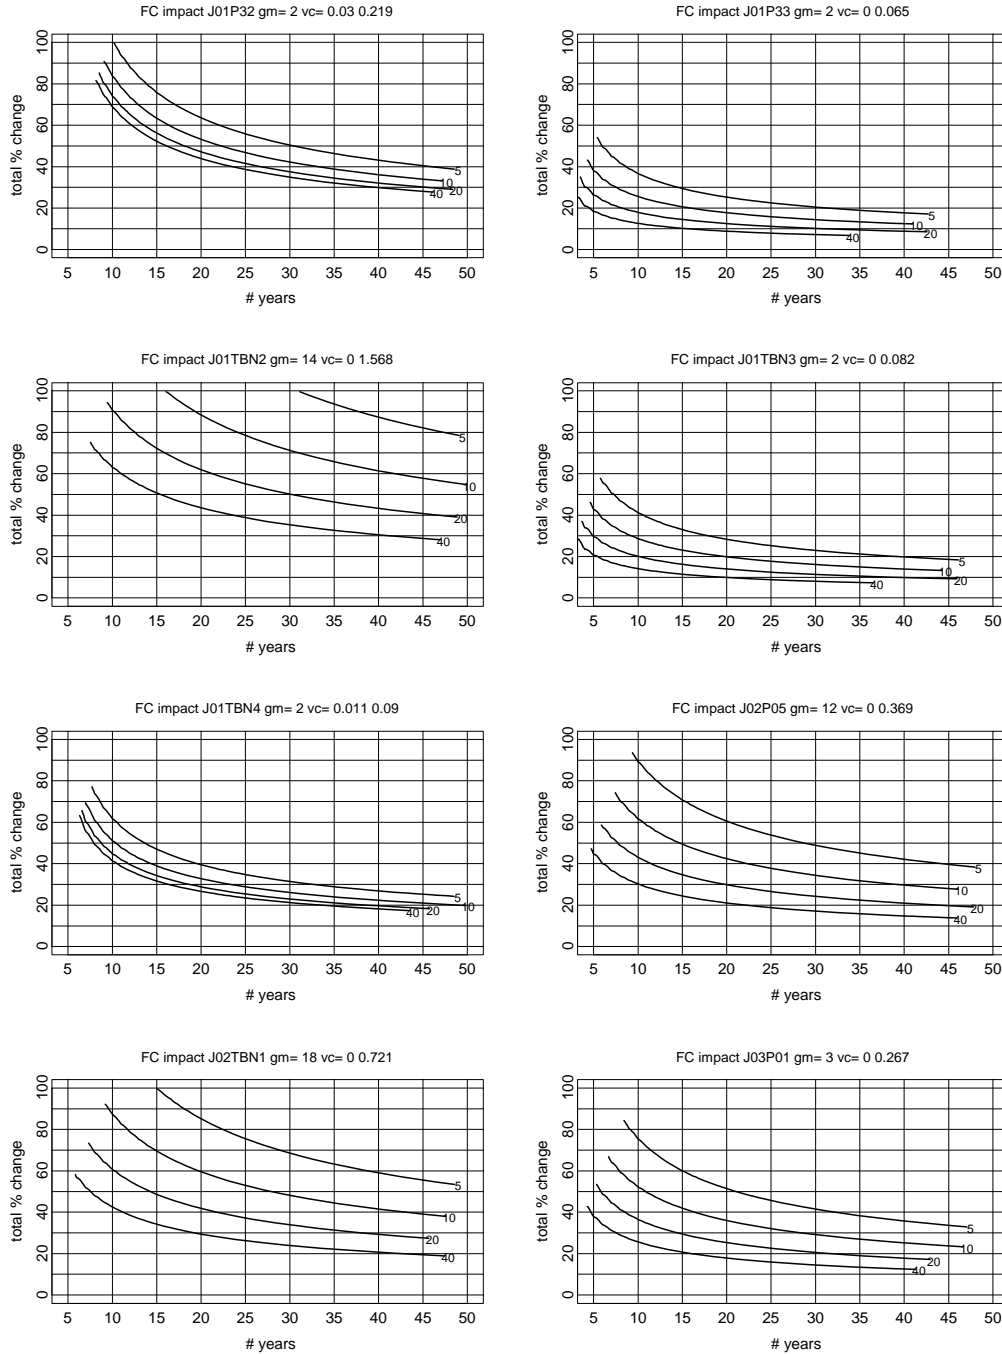 FC impact J01P32 gm= 2 vc= 0.03 0.219
total % change
0 20 40 60 80 100
5
10
20
40
5 10 15 20 25 30 35 40 45 50
# years
FC impact J01P33 gm= 2 vc= 0 0.065
total % change
0 20 40 60 80 100
5
10
20
40
5 10 15 20 25 30 35 40 45 50
# years
FC impact J01TBN2 gm= 14 vc= 0 1.568
total % change
0 20 40 60 80 100
5
10
20
40
5 10 15 20 25 30 35 40 45 50
# years
FC impact J01TBN3 gm= 2 vc= 0 0.082
total % change
0 20 40 60 80 100
5
10
20
40
5 10 15 20 25 30 35 40 45 50
# years
FC impact J01TBN4 gm= 2 vc= 0.011 0.09
total % change
0 20 40 60 80 100
5
10
20
40
5 10 15 20 25 30 35 40 45 50
# years
FC impact J02P05 gm= 12 vc= 0 0.369
total % change
0 20 40 60 80 100
5
10
20
40
5 10 15 20 25 30 35 40 45 50
# years
FC impact J02TBN1 gm= 18 vc= 0 0.721
total % change
0 20 40 60 80 100
5
10
20
40
5 10 15 20 25 30 35 40 45 50
# years
FC impact J03P01 gm= 3 vc= 0 0.267
total % change
0 20 40 60 80 100
5
10
20
40
5 10 15 20 25 30 35 40 45 50
# years